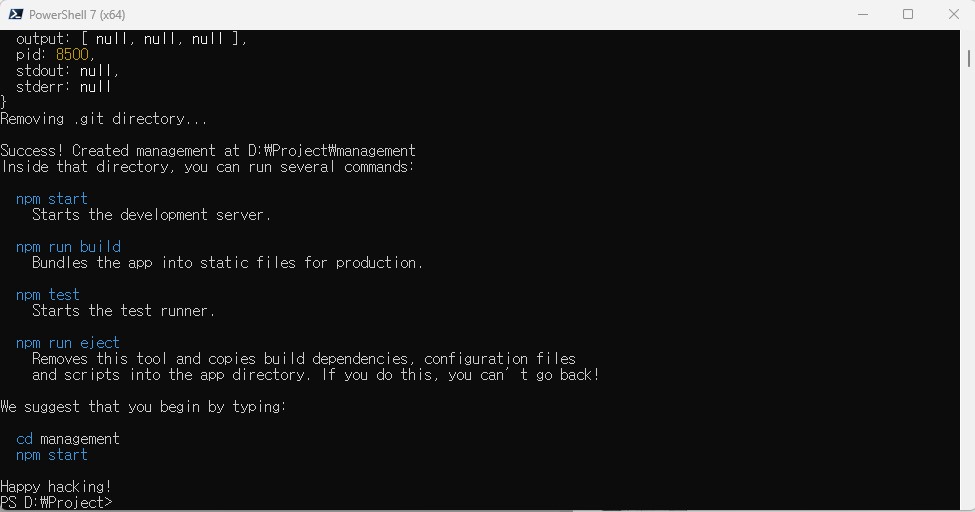 PowerShell 7 (x64)
output: [ null, null, null ],
pid: 8500,
stdout: null,
stderr: null
}
Removing .git directory...
Success! Created management at D:₩Project₩management
Inside that directory, you can run several commands:
npm start
Starts the development server.
npm run build
Bundles the app into static files for production.
npm test
Starts the test runner.
npm run eject
Removes this tool and copies build dependencies, configuration files
and scripts into the app directory. If you do this, you can’t go back!
We suggest that you begin by typing:
cd management
npm start
Happy hacking!
PS D:₩Project>